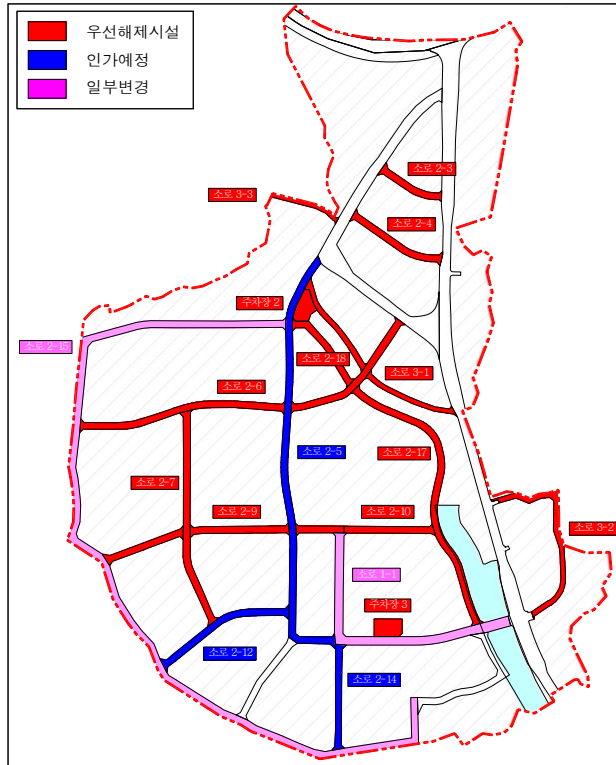 우선해제시설
인가예정
일부변경
소로 2-3
소로 3-3
소로 2-4
주차장 2
소로 2-15
소로 2-18
소로 3-1
소로 2-6
소로 2-5
소로 2-17
소로 2-7
소로 2-9
소로 2-10
소로 3-2
소로 1-1
주차장 3
소로 2-12
소로 2-14